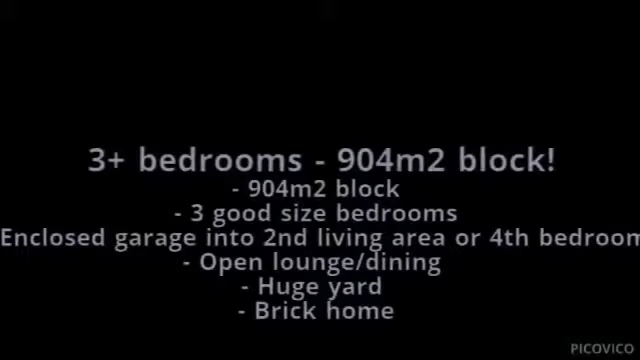 3+ bedrooms - 904m2 block!
- 904m2 block
- 3 good size bedrooms
Enclosed garage into 2nd living area or 4th bedroom
- Open lounge/dining
- Huge yard
- Brick home
PICOVICO